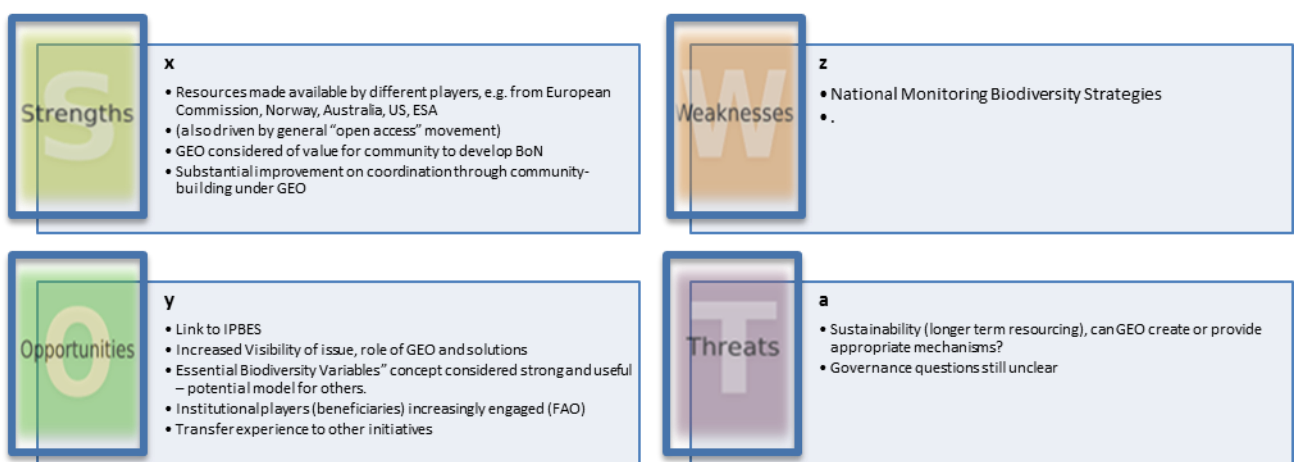 S
Strengths
x
• Resources made available by different players, e.g. from European
Commission, Norway, Australia, US, ESA
• (also driven by general “open access” movement)
• GEO considered of value for community to develop BoN
• Substantial improvement on coordination through community-
building under GEO
W
Weaknesses
z
• National Monitoring Biodiversity Strategies
• .
O
Opportunities
y
• Link to IPBES
• Increased Visibility of issue, role of GEO and solutions
• Essential Biodiversity Variables” concept considered strong and useful
– potential model for others.
• Institutional players (beneficiaries) increasingly engaged (FAO)
• Transfer experience to other initiatives
T
Threats
a
• Sustainability (longer term resourcing), can GEO create or provide
appropriate mechanisms?
• Governance questions still unclear